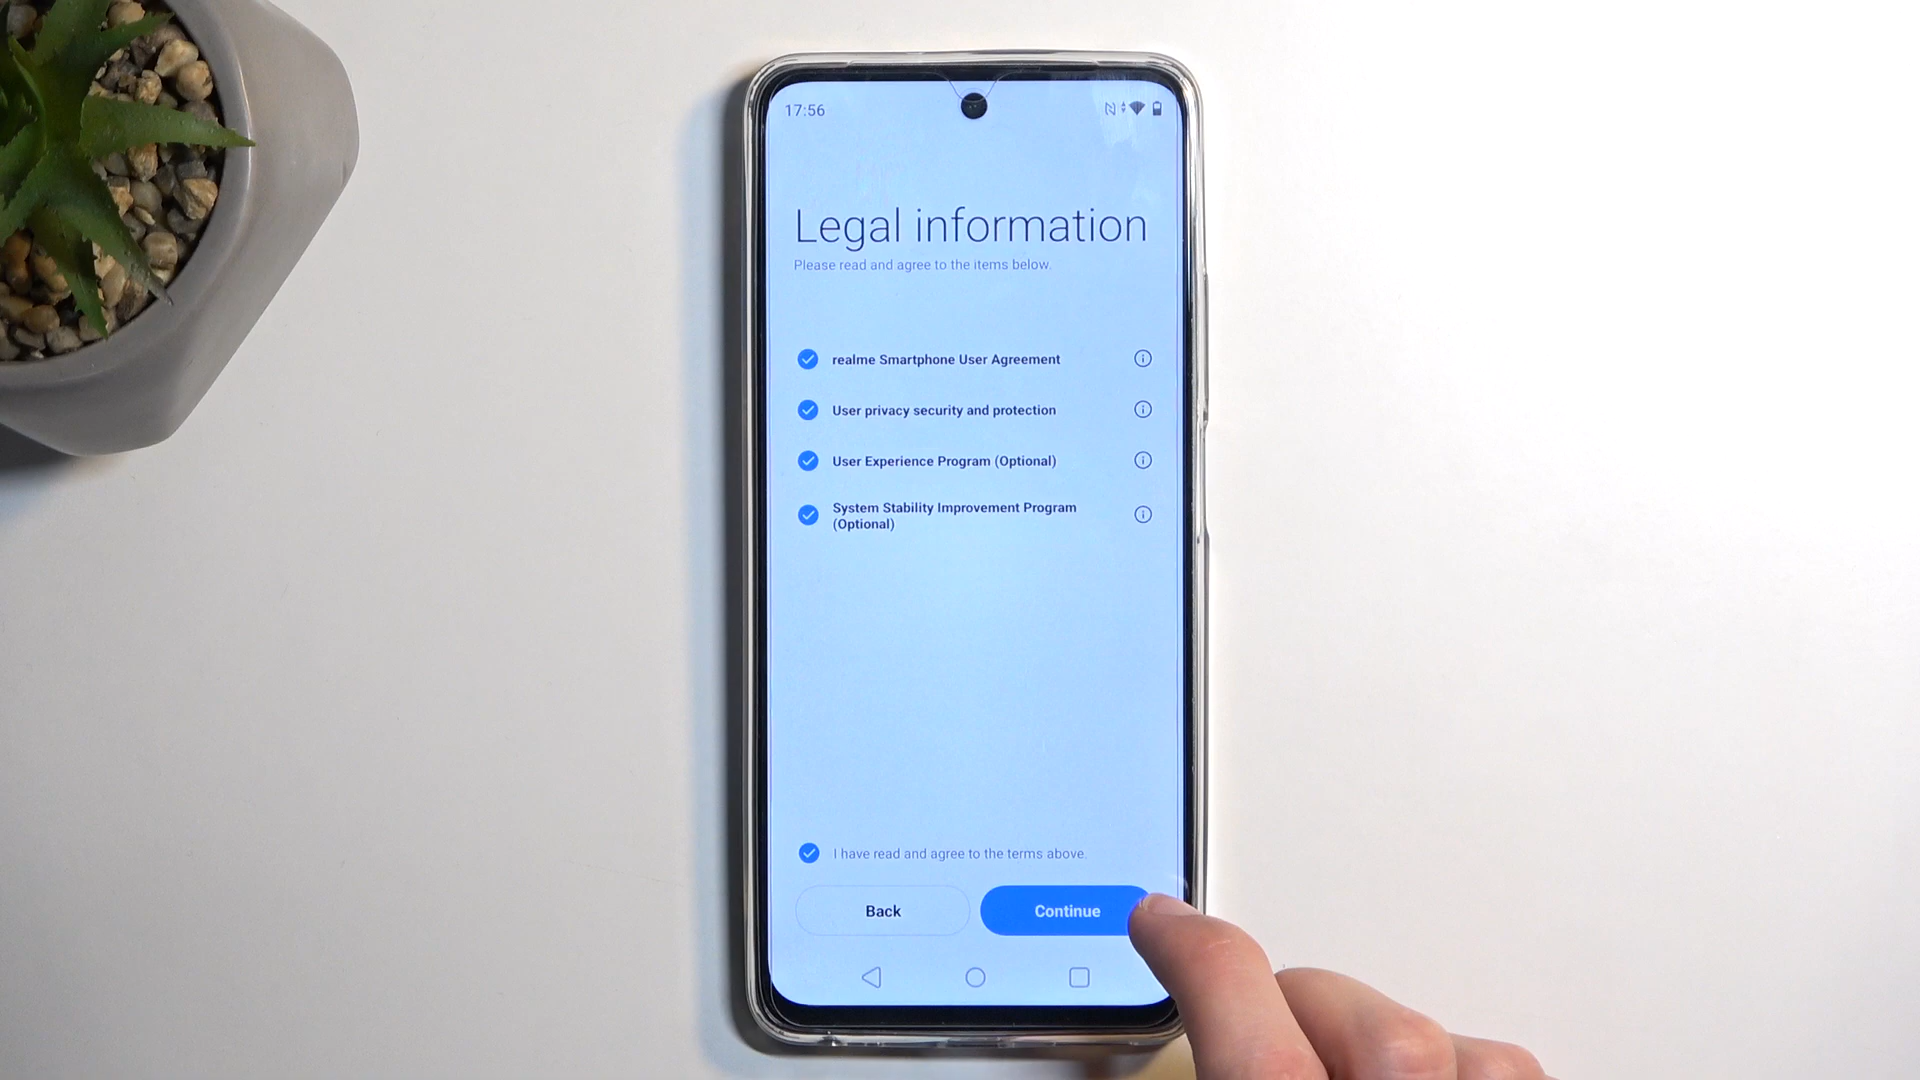 17:56
Legal information
Please read and agree to the items below.
realme Smartphone User Agreement
User privacy security and protection
User Experience Program (Optional)
System Stability Improvement Program
(Optional)
I have read and agree to the terms above.
Back
Continue